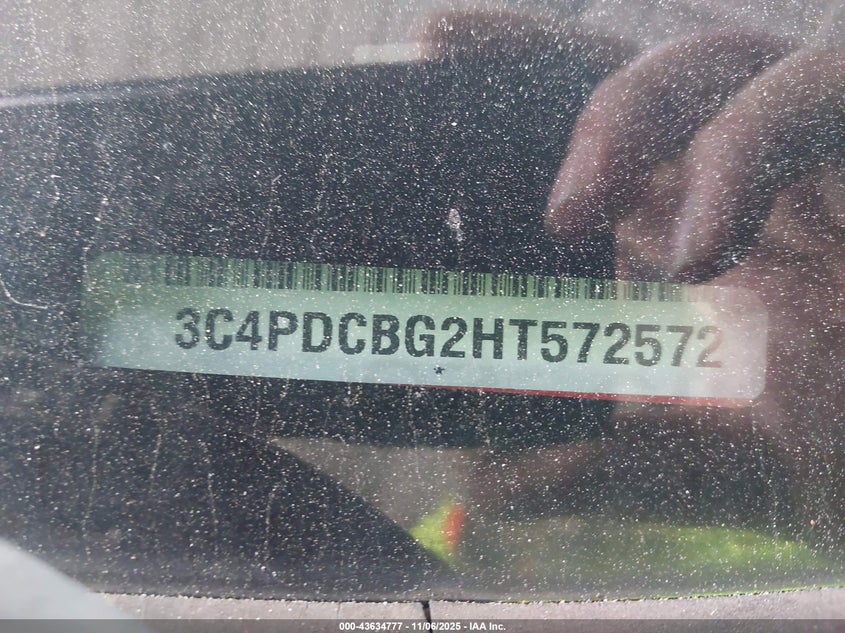 3C4PDCBG2HT572572
*
000-43634777 - 11/06/2025 - IAA Inc.